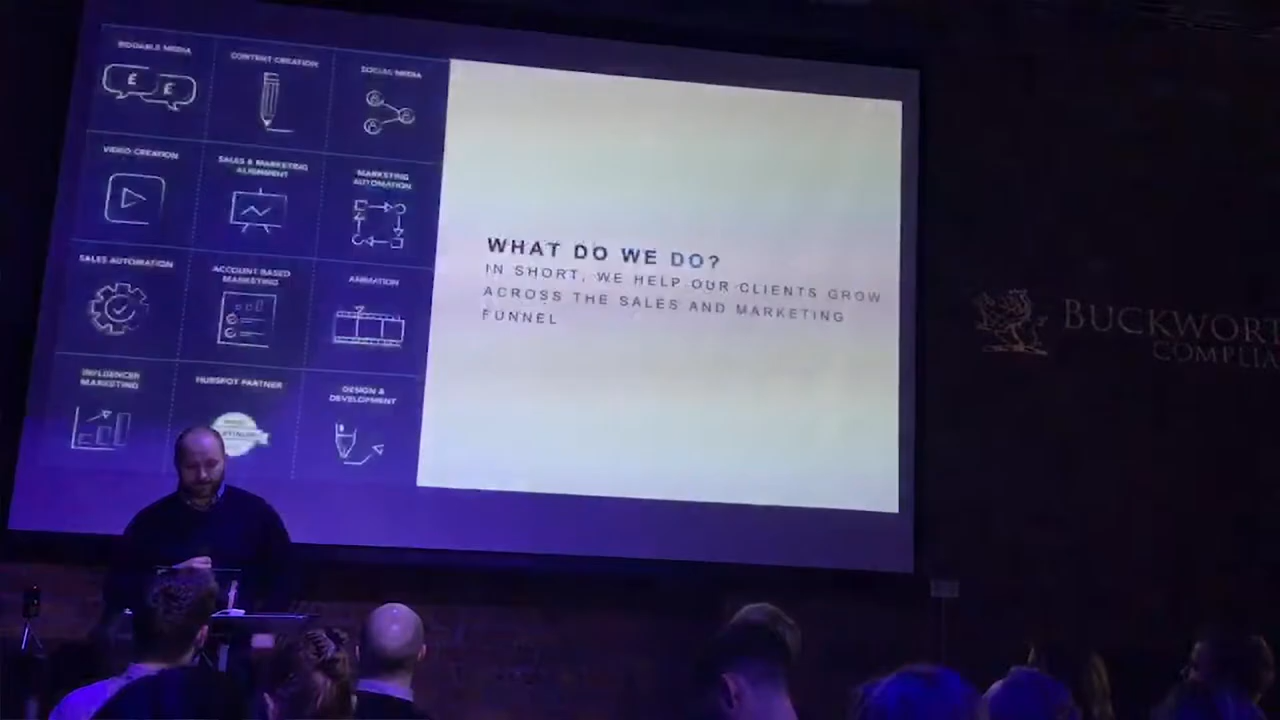 BIDDABLE MEDIA
CONTENT CREATION
SOCIAL MEDIA
£ £
VIDEO CREATION
SALES & MARKETING
ALIGNMENT
MARKETING
AUTOMATION
SALES AUTOMATION
ACCOUNT BASED
MARKETING
ANIMATION
INFLUENCER
MARKETING
HUBSPOT PARTNER
DESIGN &
DEVELOPMENT
WHAT DO WE DO?
IN SHORT, WE HELP OUR CLIENTS GROW
ACROSS THE SALES AND MARKETING
FUNNEL
BUCKWORT
COMPLIA